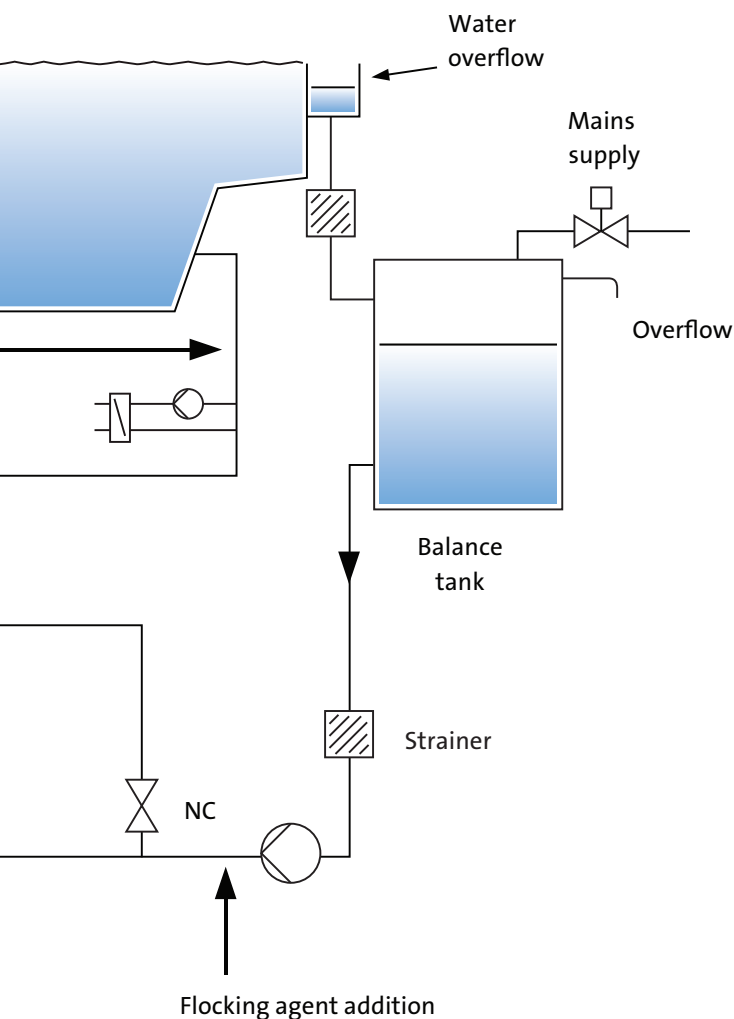 Water
overflow
Mains
supply
Overflow
Balance
tank
Strainer
NC
Flocking agent addition